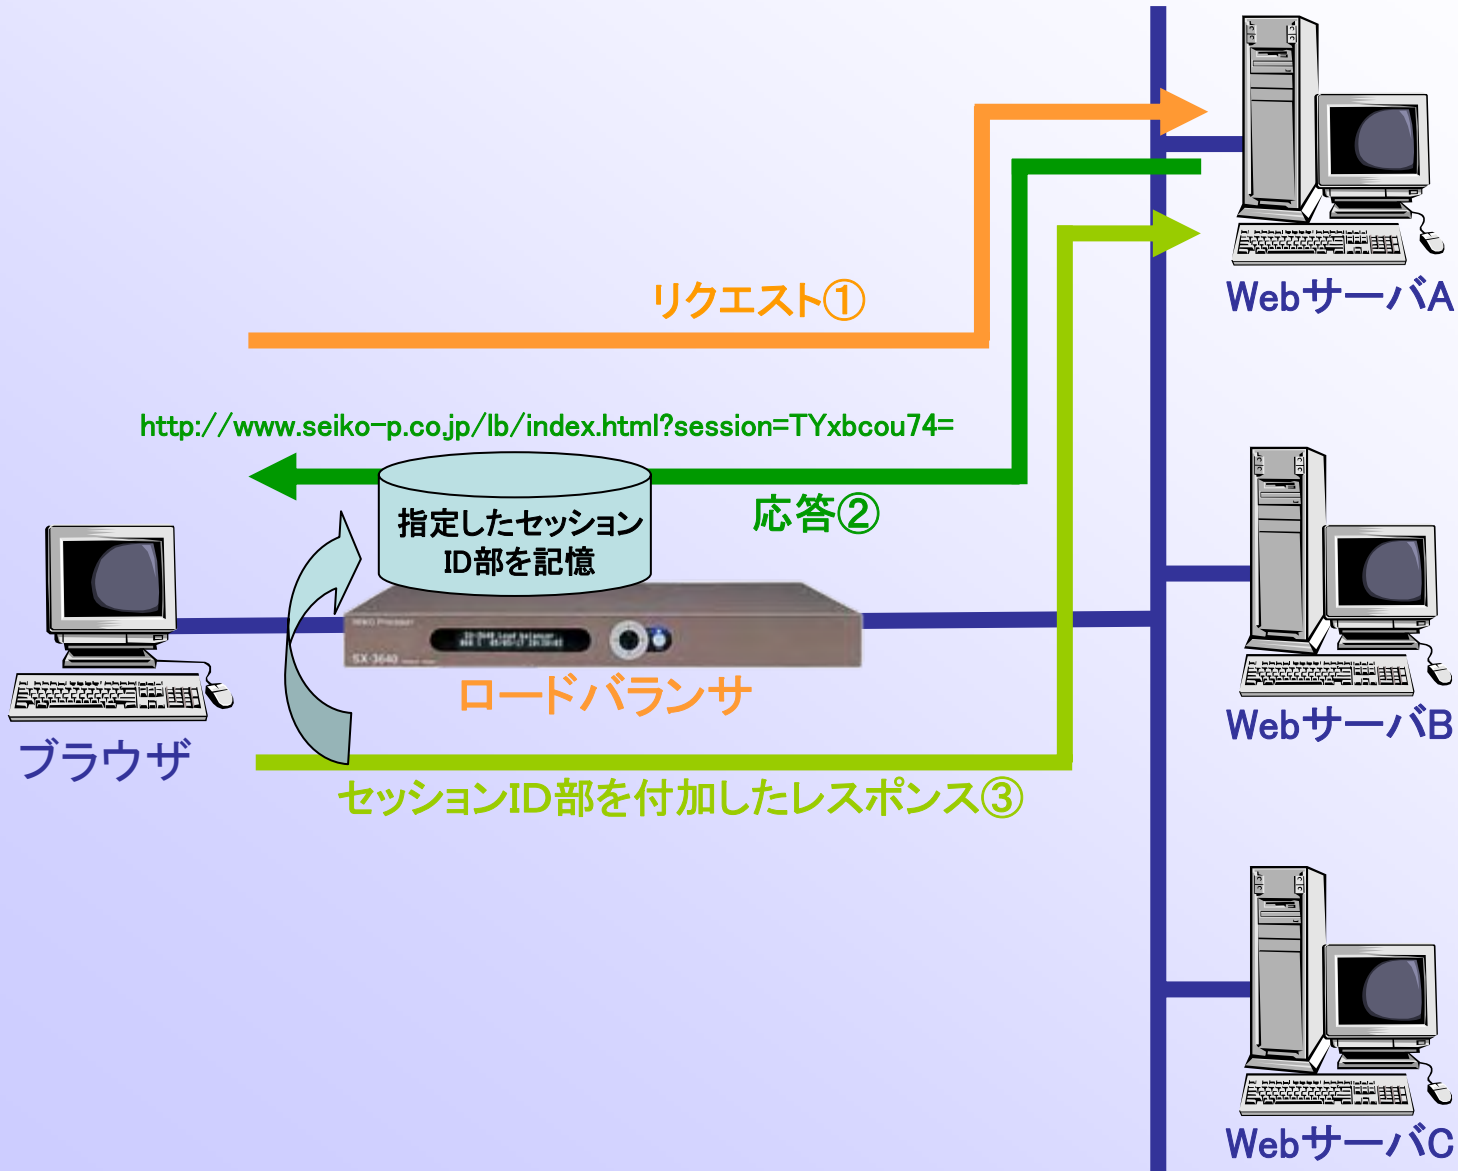 リクエスト①
WebサーバA
http://www.seiko-p.co.jp/lb/index.html?session=TYxbcou74=
指定したセッション
ID部を記憶
応答②
SX-3640
ロードバランサ
ブラウザ
WebサーバB
セッションID部を付加したレスポンス③
WebサーバC